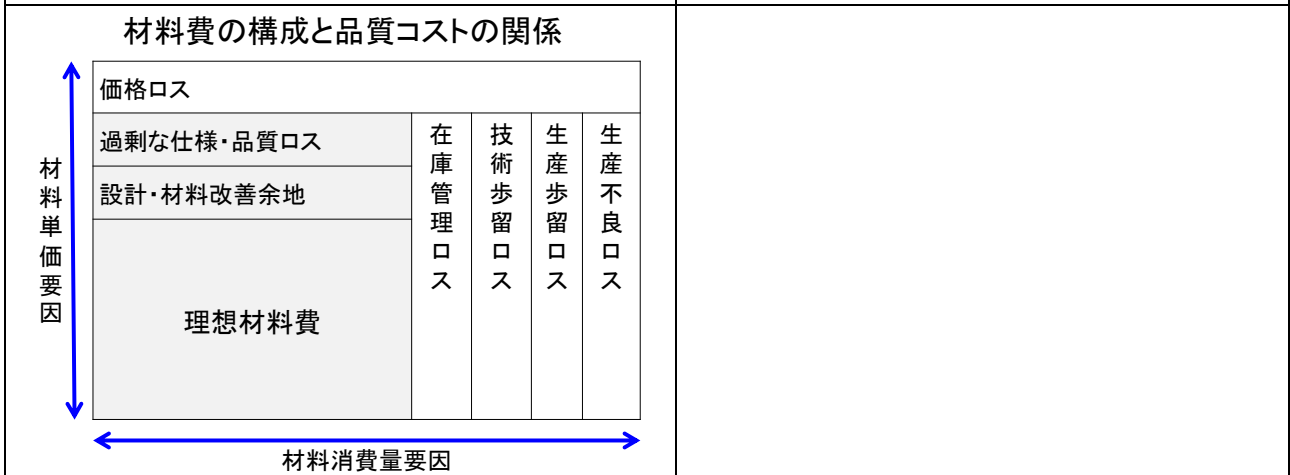 材料費の構成と品質コストの関係
価格ロス
過剰な仕様・品質ロス
設計・材料改善余地
理想材料費
在庫管理ロス
技術歩留ロス
生産歩留ロス
生産不良ロス
材料単価要因
材料消費量要因